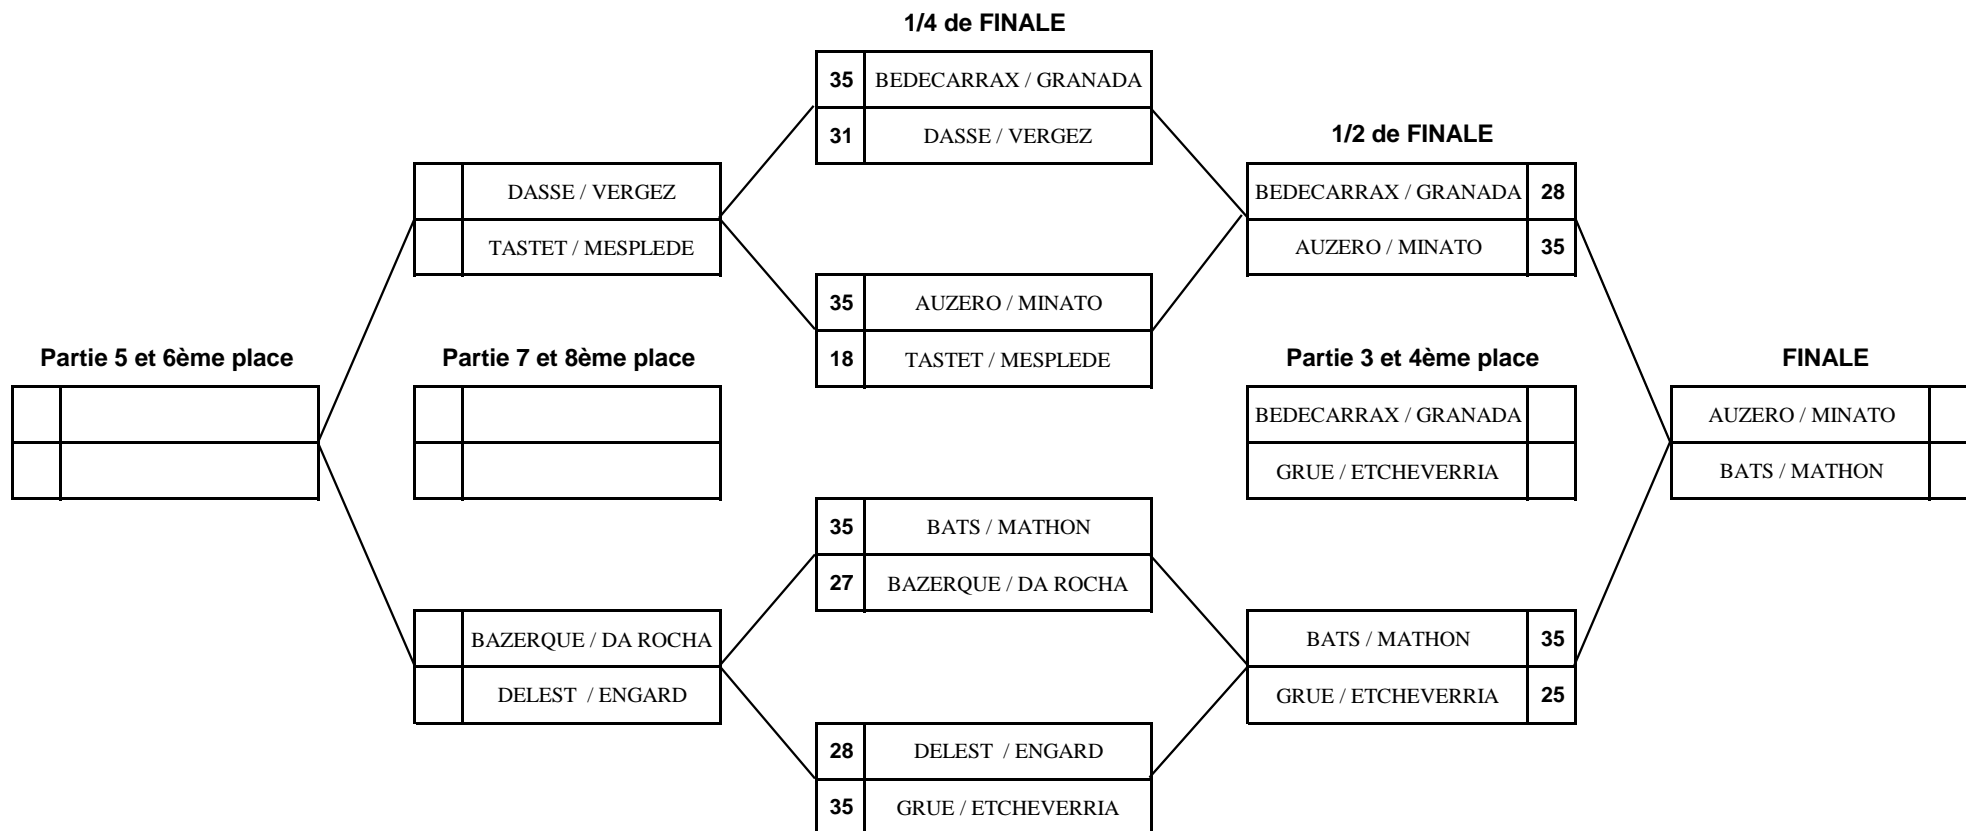 1/4 de FINALE
35 BEDECARRAX / GRANADA
31 DASSE / VERGEZ
1/2 de FINALE
DASSE / VERGEZ
BEDECARRAX / GRANADA 28
TASTET / MESPLEDE
AUZERO / MINATO 35
35 AUZERO / MINATO
18 TASTET / MESPLEDE
Partie 5 et 6ème place
Partie 7 et 8ème place
Partie 3 et 4ème place
FINALE
BEDECARRAX / GRANADA
AUZERO / MINATO
GRUE / ETCHEVERRIA
BATS / MATHON
35 BATS / MATHON
27 BAZERQUE / DA ROCHA
BAZERQUE / DA ROCHA
BATS / MATHON 35
DELEST / ENGARD
GRUE / ETCHEVERRIA 25
28 DELEST / ENGARD
35 GRUE / ETCHEVERRIA